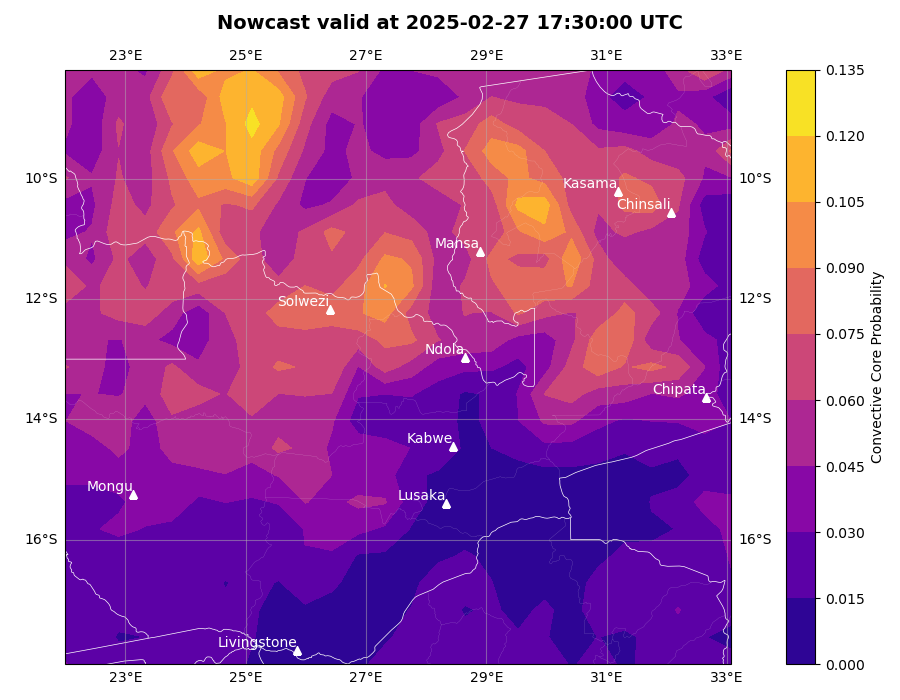 Nowcast valid at 2025-02-27 17:30:00 UTC
23°E 25°E 27°E 29°E 31°E 33°E
0.135
0.120
0.105
0.090
0.075
0.060
0.045
0.030
0.015
0.000
Convective Core Probability
10°S 10°S
12°S 12°S
14°S 14°S
16°S 16°S
Kasama
Chinsali
Mansa
Solwezi
Ndola
Chipata
Kabwe
Mongu
Lusaka
Livingstone
23°E 25°E 27°E 29°E 31°E 33°E